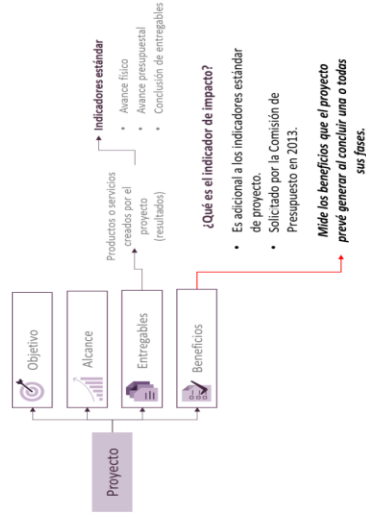 Proyecto
Objetivo
Alcance
Entregables
Beneficios
Productos o servicios
creados por el
proyecto
(resultados)
Indicadores estándar
• Avance físico
• Avance presupuestal
• Conclusión de entregables
¿Qué es el indicador de impacto?
• Es adicional a los indicadores estándar
de proyecto.
• Solicitado por la Comisión de
Presupuesto en 2013.
Mide los beneficios que el proyecto
prevé generar al concluir una o todas
sus fases.